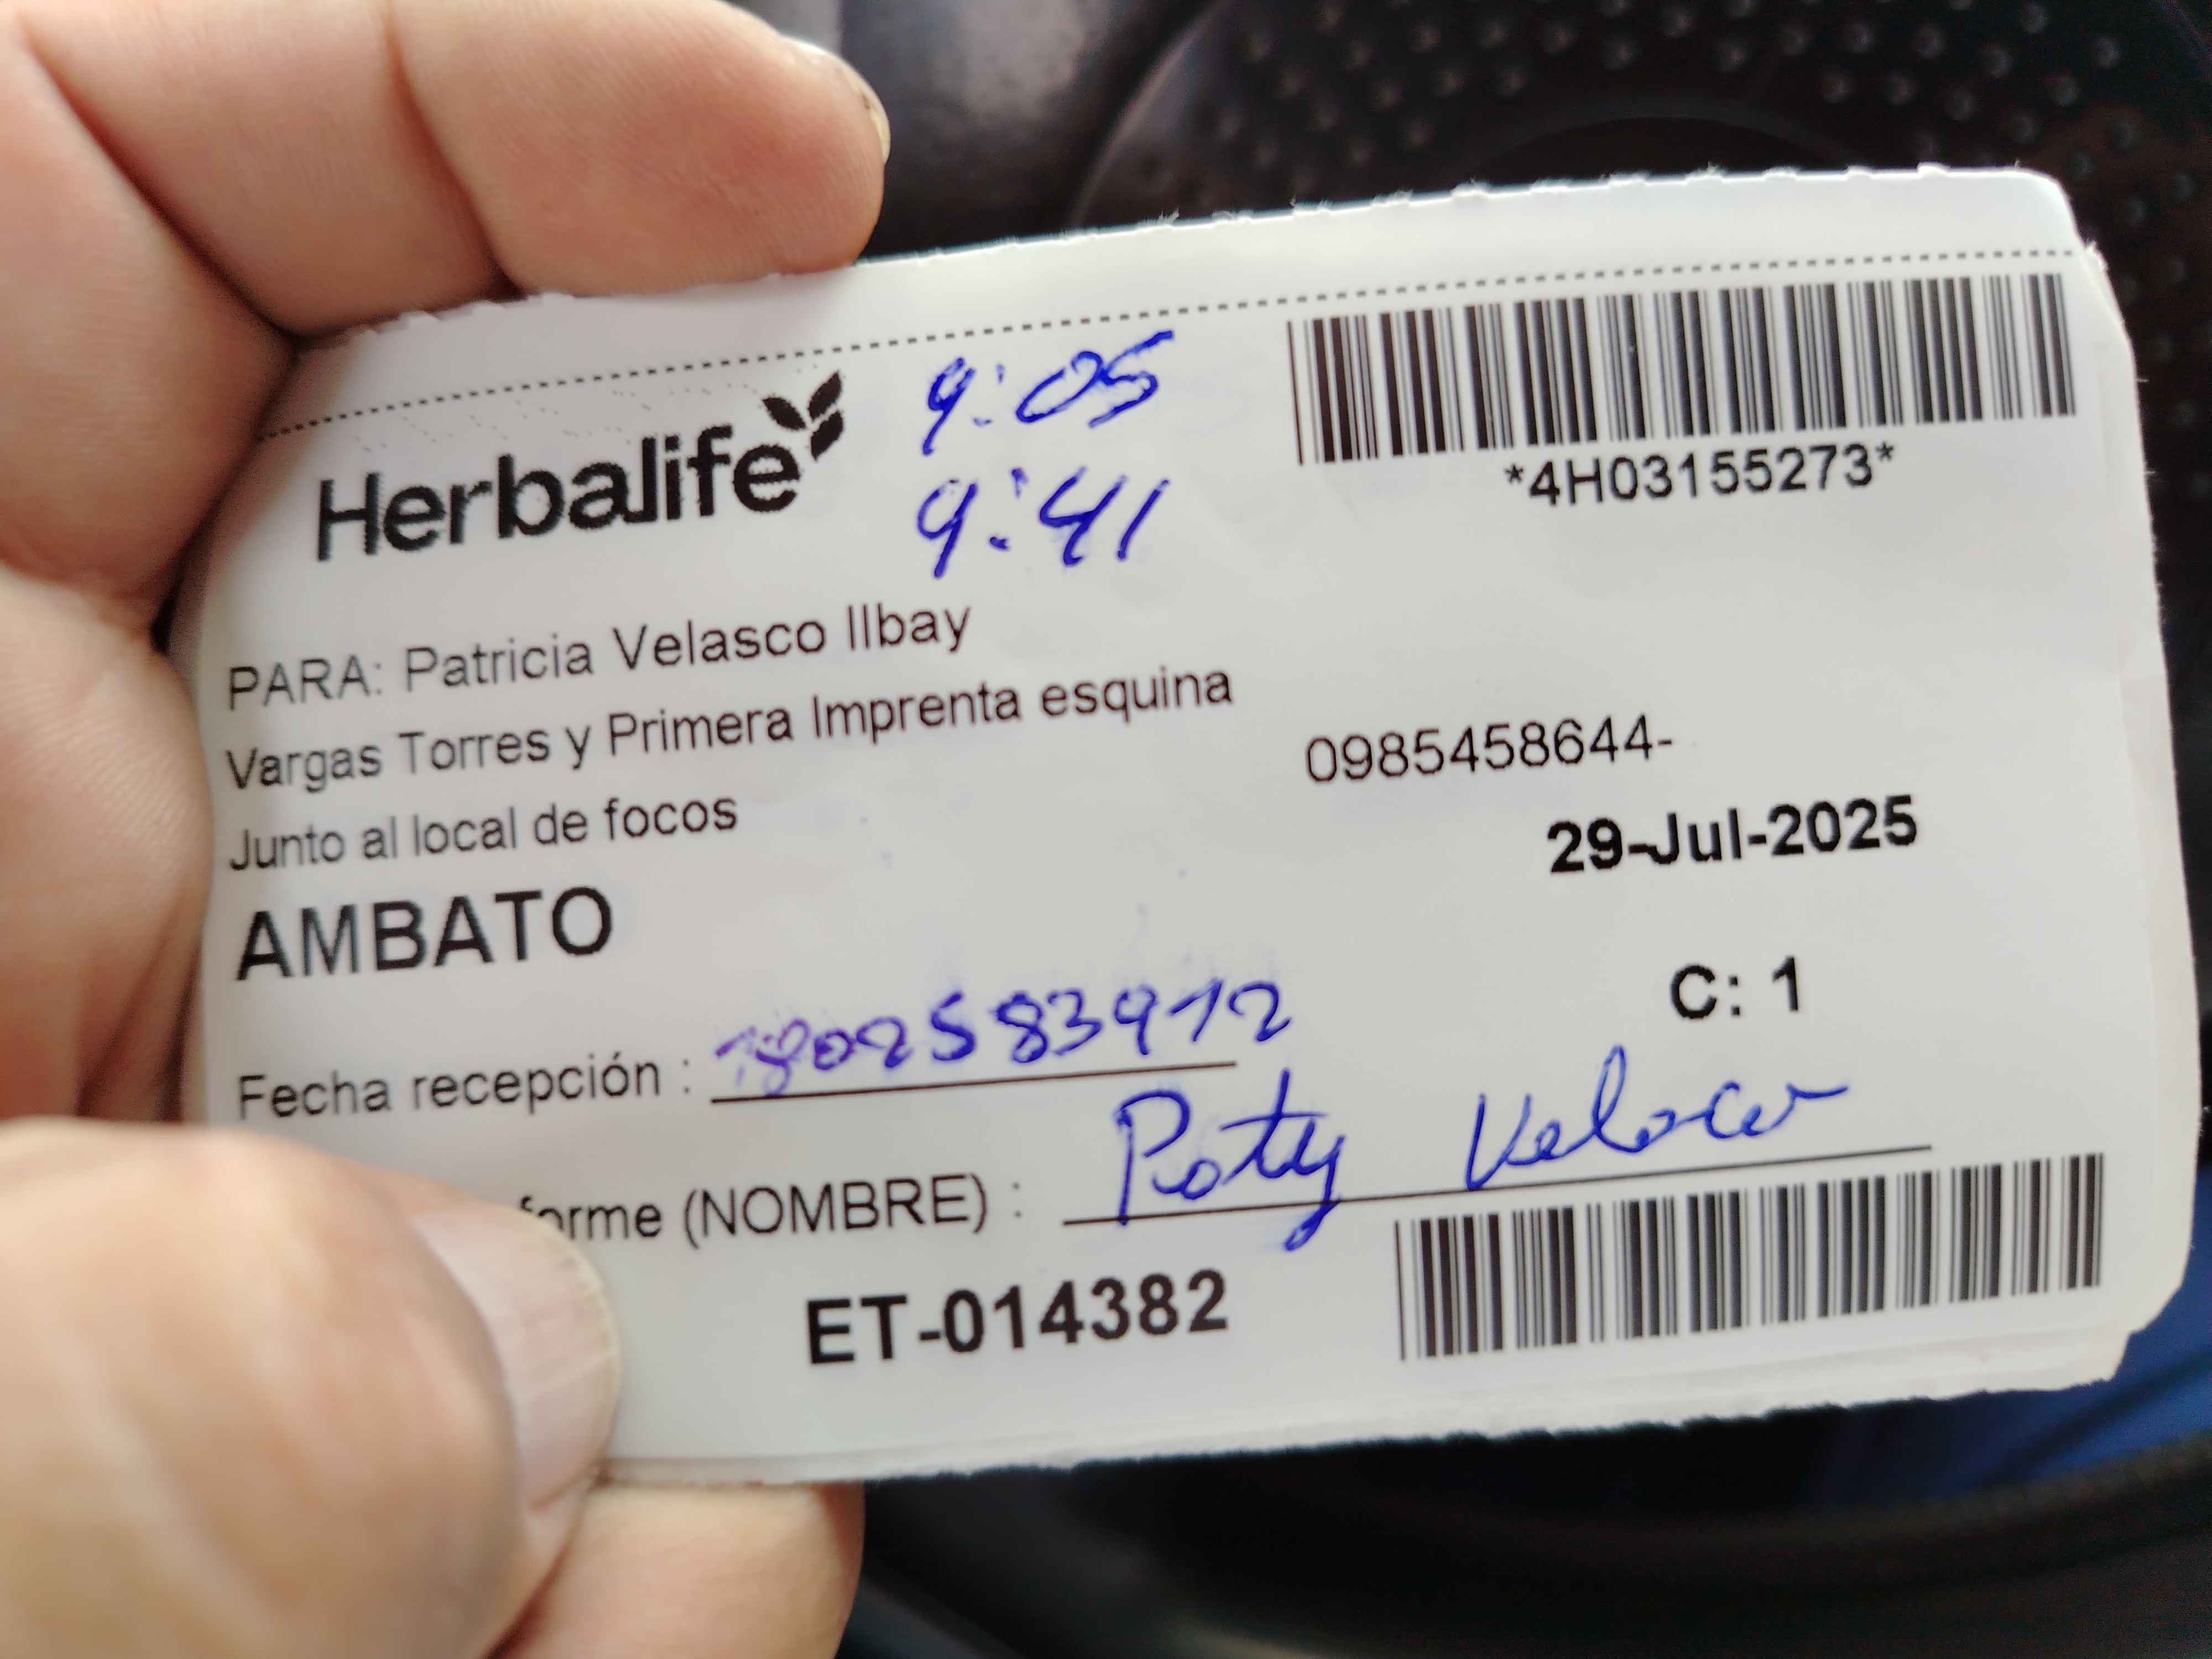 Herbalife
9:05
9:41
*4H03155273*
PARA: Patricia Velasco Ilbay
Vargas Torres y Primera Imprenta esquina
0985458644-
Junto al local de focos
29-Jul-2025
AMBATO
C: 1
Fecha recepción : 1802583912
forme (NOMBRE) : Paty Velasco
ET-014382